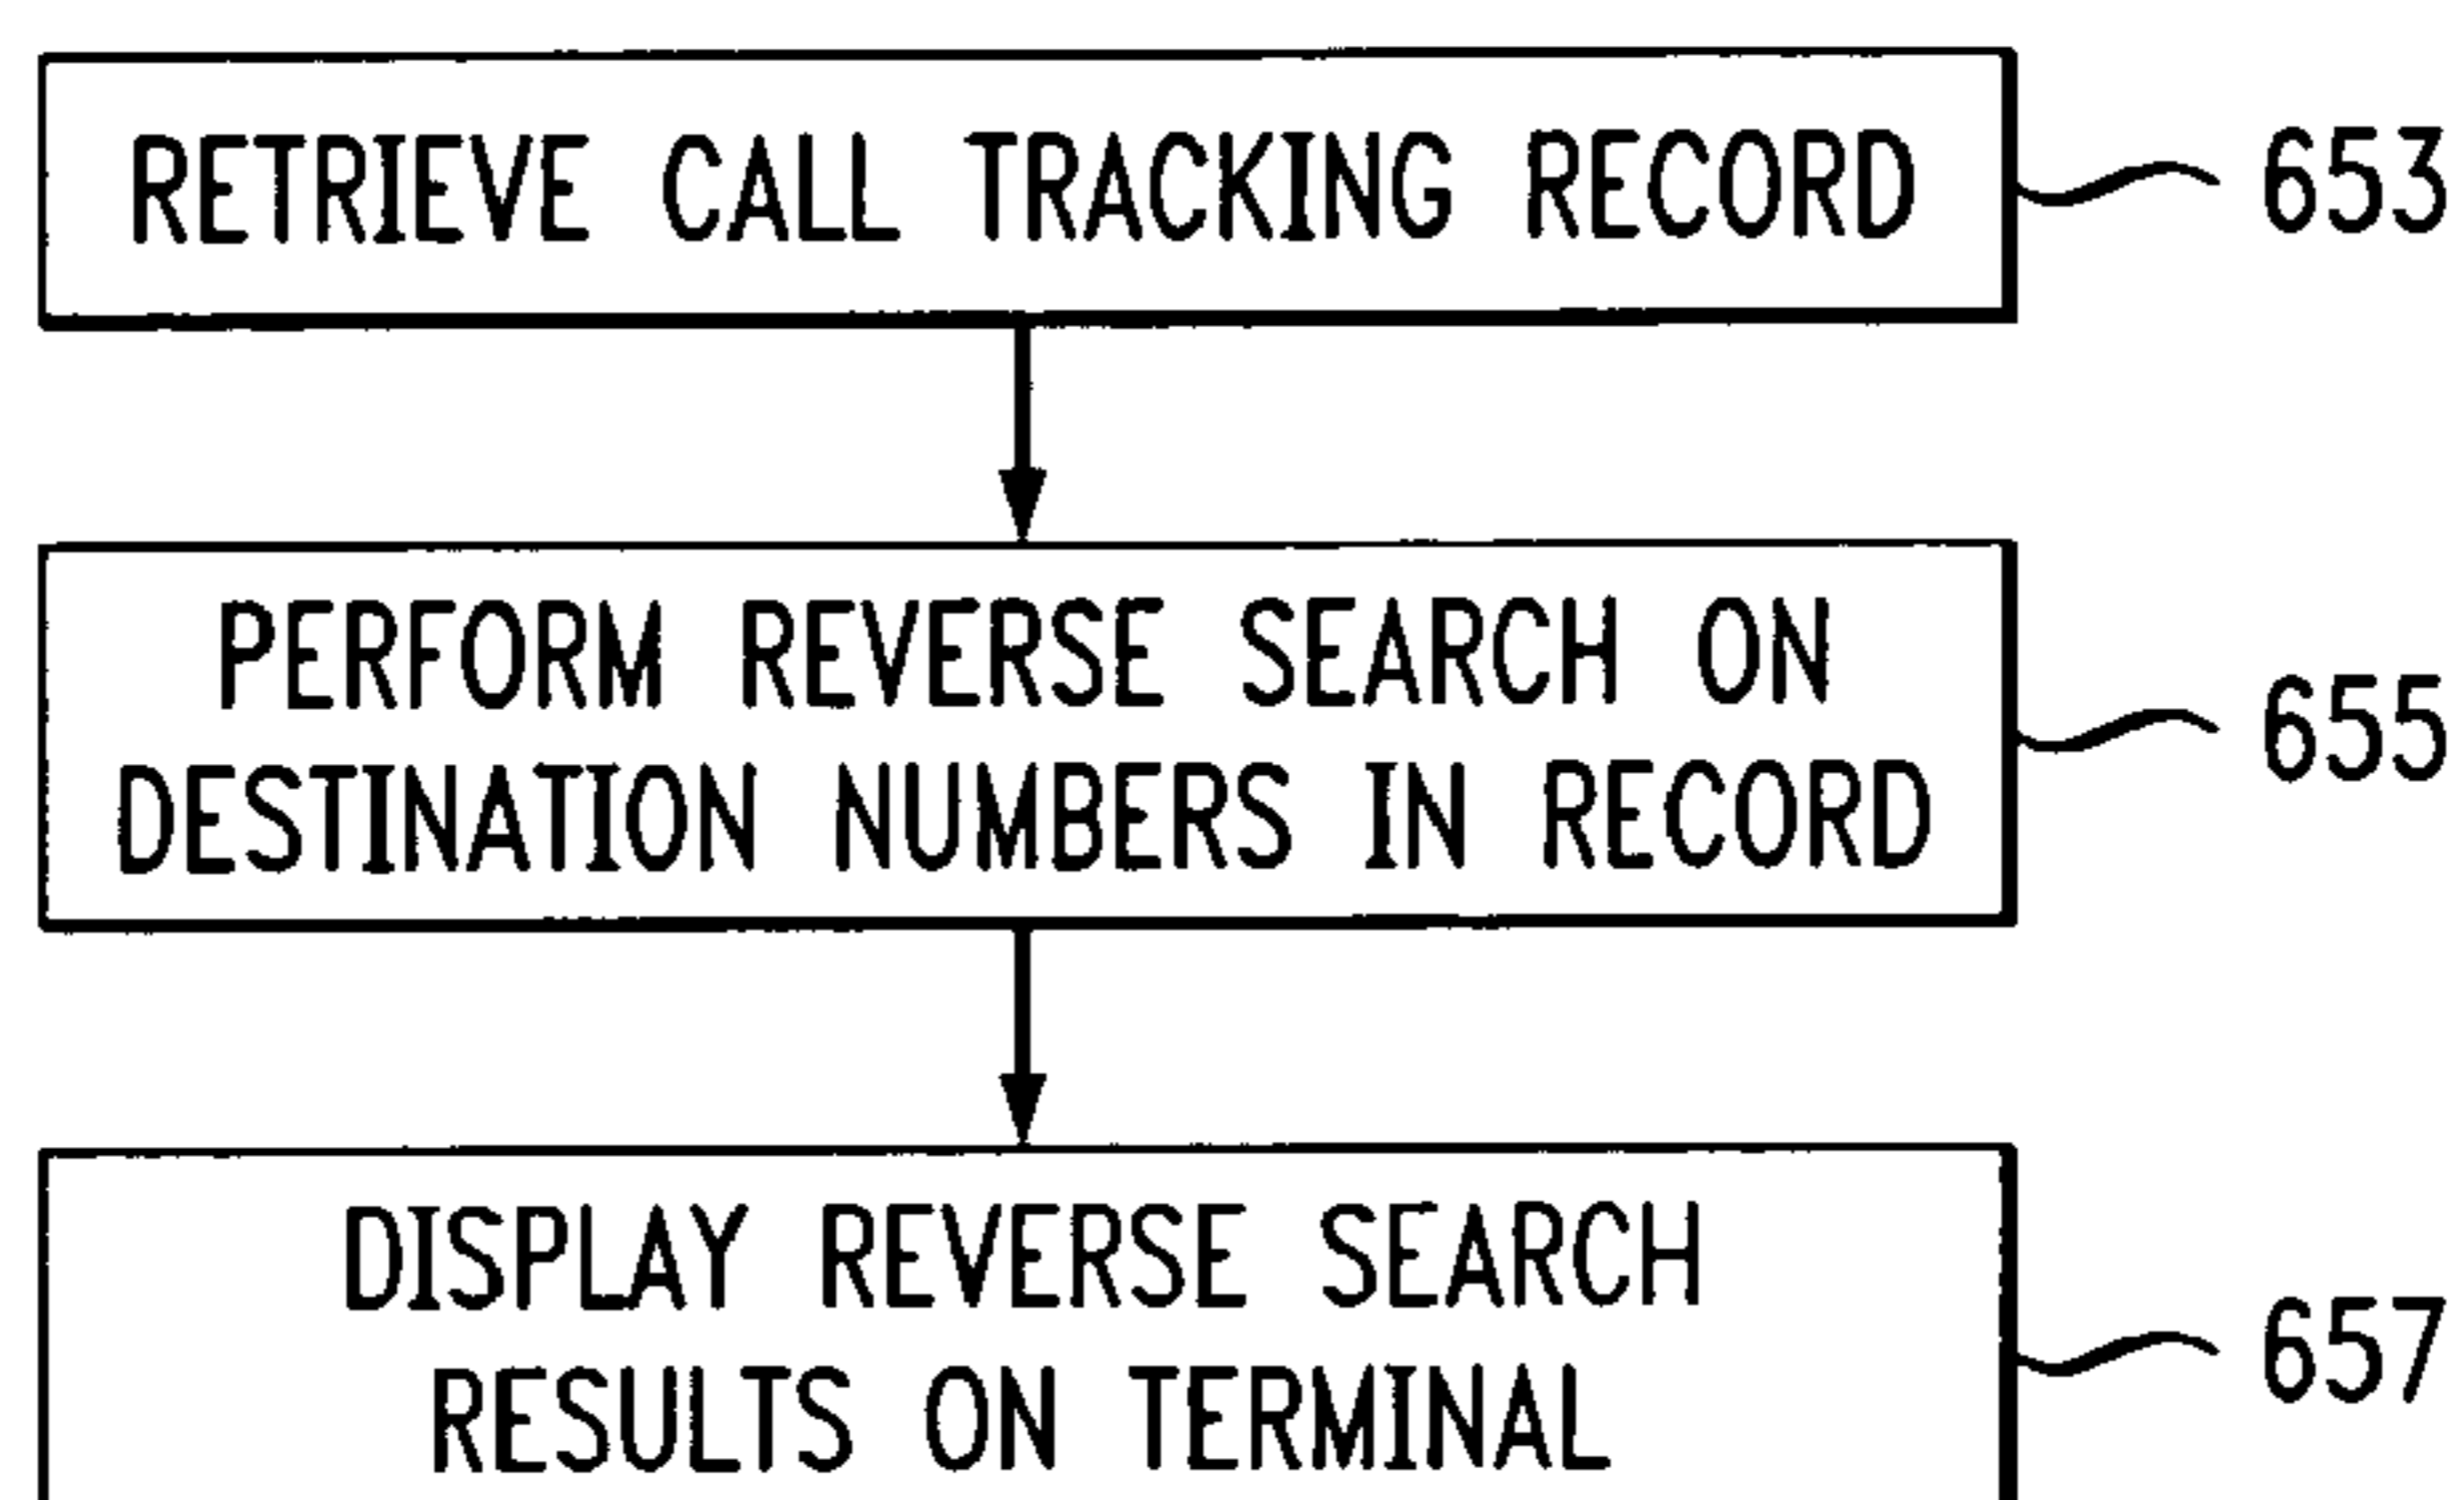 RETRIEVE CALL TRACKING RECORD
653
PERFORM REVERSE SEARCH ON
DESTINATION NUMBERS IN RECORD
655
DISPLAY REVERSE SEARCH
RESULTS ON TERMINAL
657